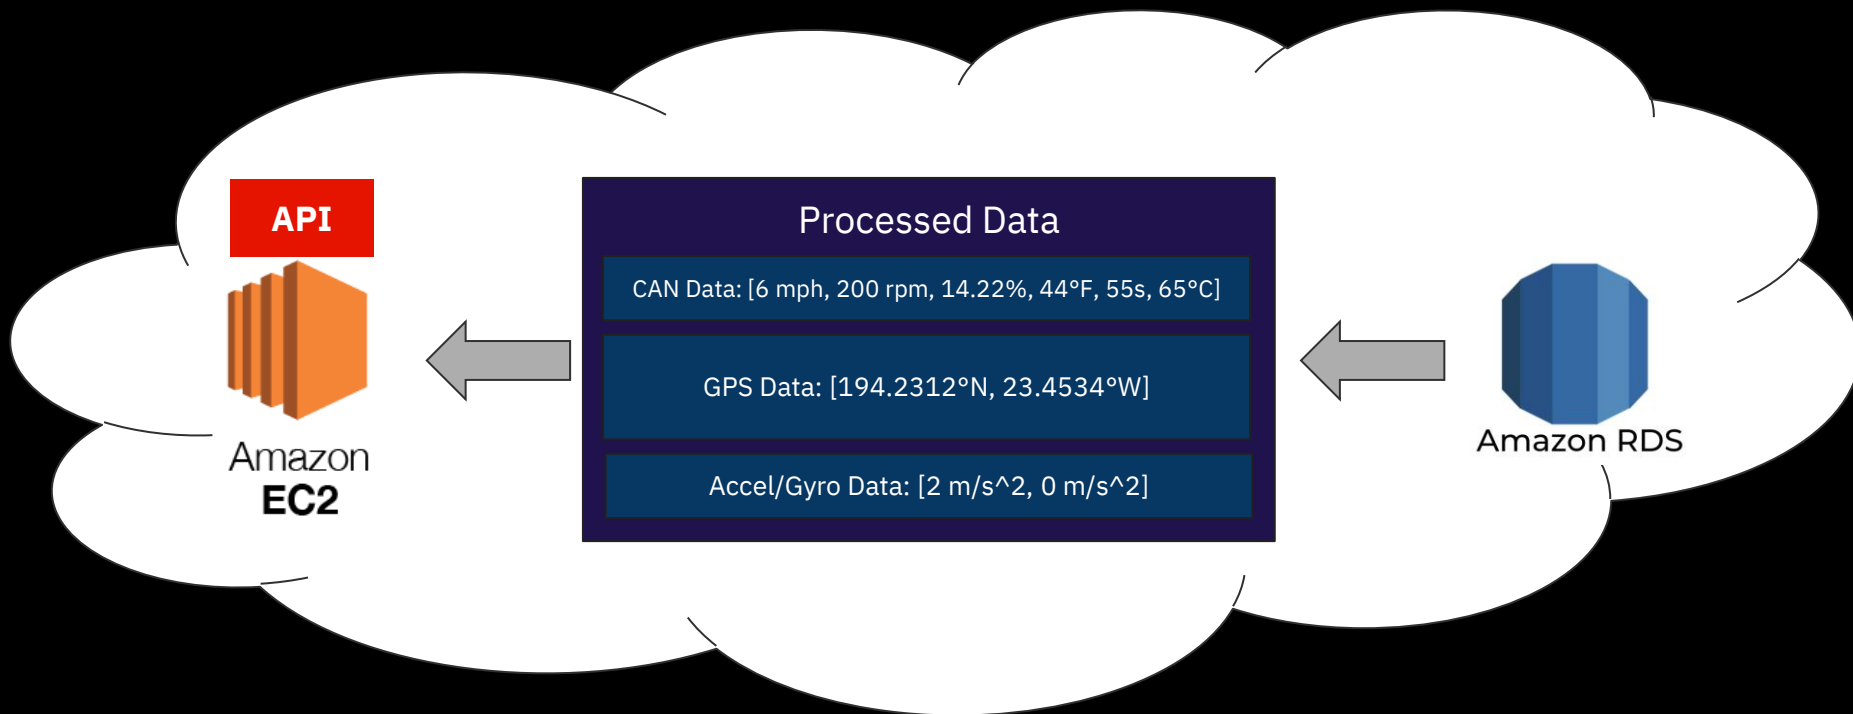 API
Amazon
EC2
Processed Data
CAN Data: [6 mph, 200 rpm, 14.22%, 44°F, 55s, 65°C]
GPS Data: [194.2312°N, 23.4534°W]
Accel/Gyro Data: [2 m/s^2, 0 m/s^2]
Amazon RDS